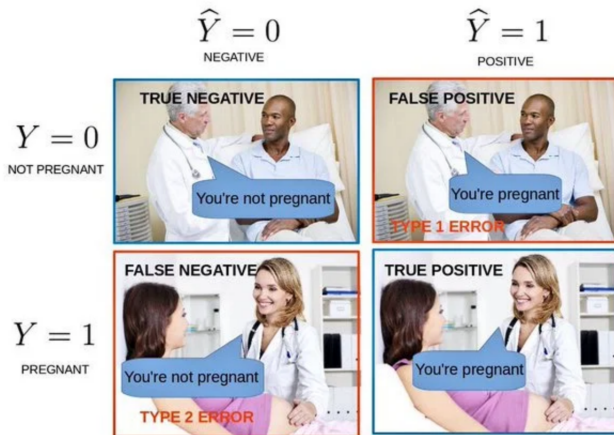 Ŷ = 0
NEGATIVE
Ŷ = 1
POSITIVE
Y = 0
NOT PREGNANT
TRUE NEGATIVE
You're not pregnant
FALSE POSITIVE
You're pregnant
TYPE 1 ERROR
Y = 1
PREGNANT
FALSE NEGATIVE
You're not pregnant
TYPE 2 ERROR
TRUE POSITIVE
You're pregnant